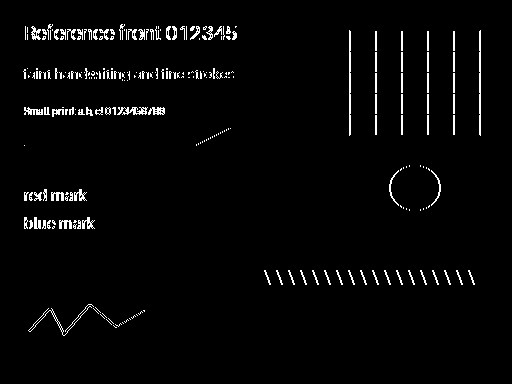 Reference front 012345
faint handwriting and fine strokes
Small print: a, b, c! 0123456789
red mark
blue mark